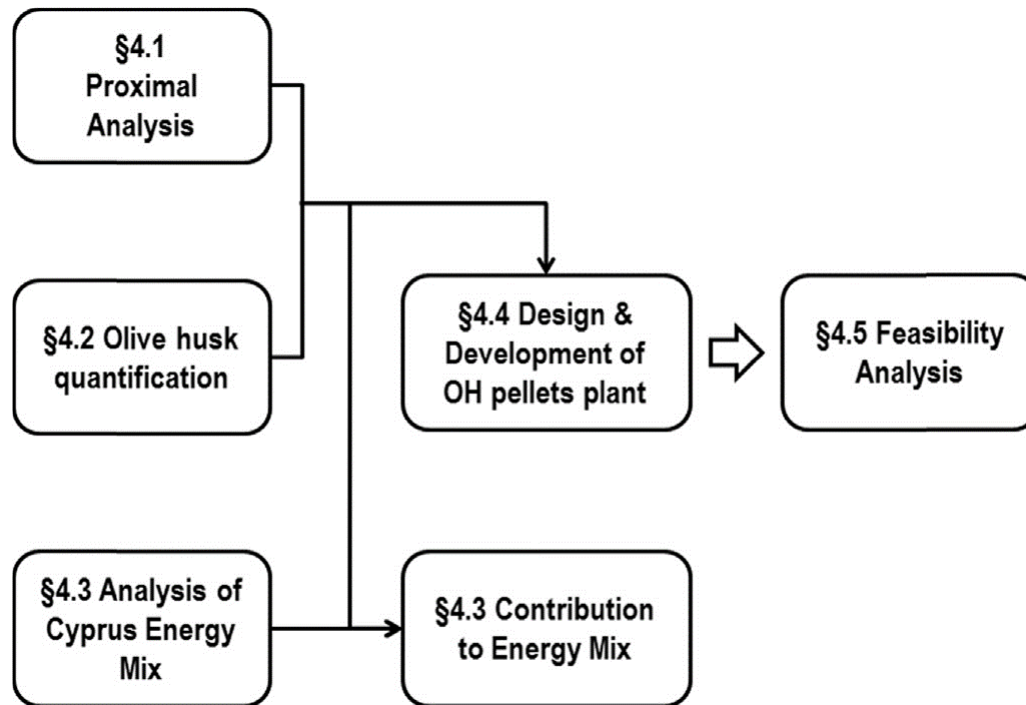 §4.1
Proximal
Analysis
§4.2 Olive husk
quantification
§4.4 Design &
Development of
OH pellets plant
§4.5 Feasibility
Analysis
§4.3 Analysis of
Cyprus Energy
Mix
§4.3 Contribution
to Energy Mix